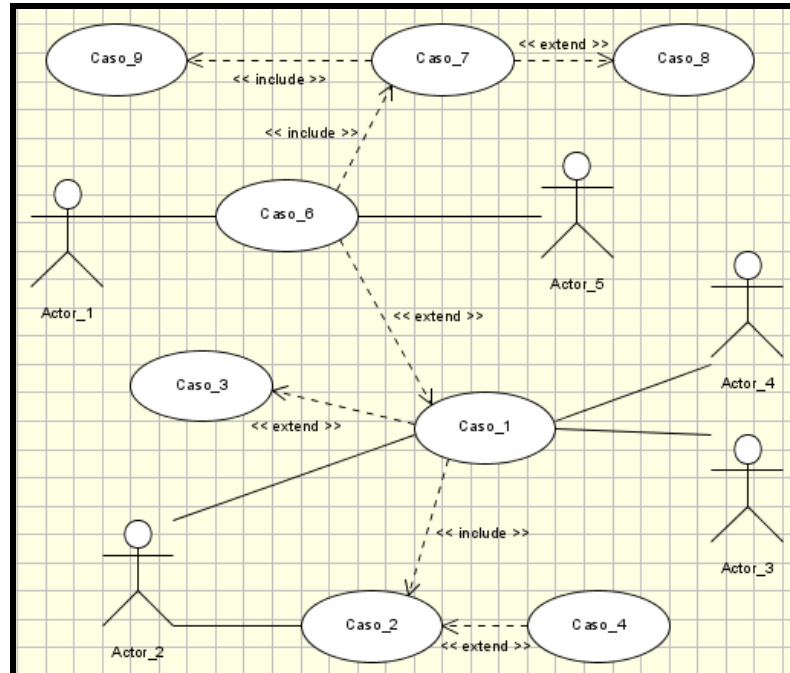 Caso_9
Caso_7
<< extend >>
Caso_8
<< include >>
<< include >>
Caso_6
Actor_1
Actor_5
<< extend >>
Actor_4
Caso_3
<< extend >>
Caso_1
<< include >>
Actor_3
Actor_2
Caso_2
<< extend >>
Caso_4